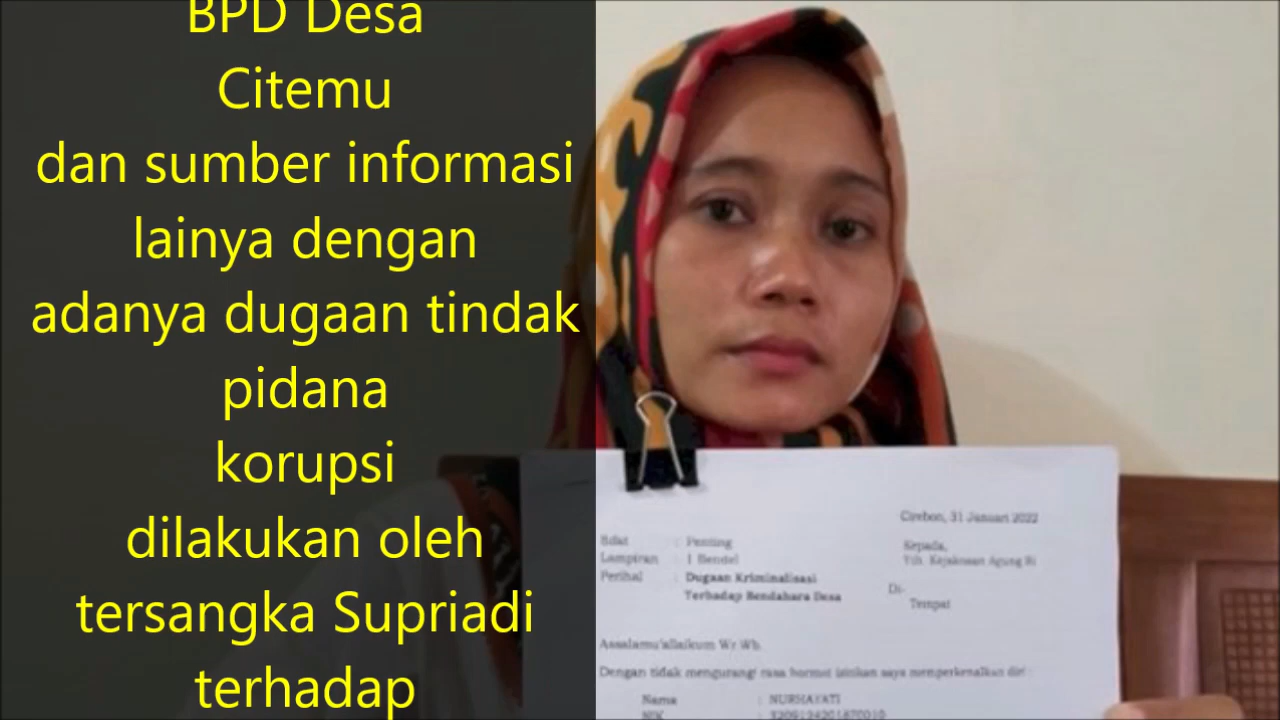 BPD Desa
Citemu
dan sumber informasi
lainya dengan
adanya dugaan tindak
pidana
korupsi
dilakukan oleh
tersangka Supriadi
terhadap
Cirebon, 31 Januari 2022
Sifat : Penting
Lampiran : 1 Bendel
Perihal : Dugaan Kriminalisasi
Terhadap Bendahara Desa
Kepada,
Yth. Kejaksaan Agung RI
Di-
Tempat
Assalamu'allaikum Wr.Wb.
Dengan tidak mengurangi rasa hormat izinkan saya memperkenalkan diri :
Nama : NURHAYATI
NIK :